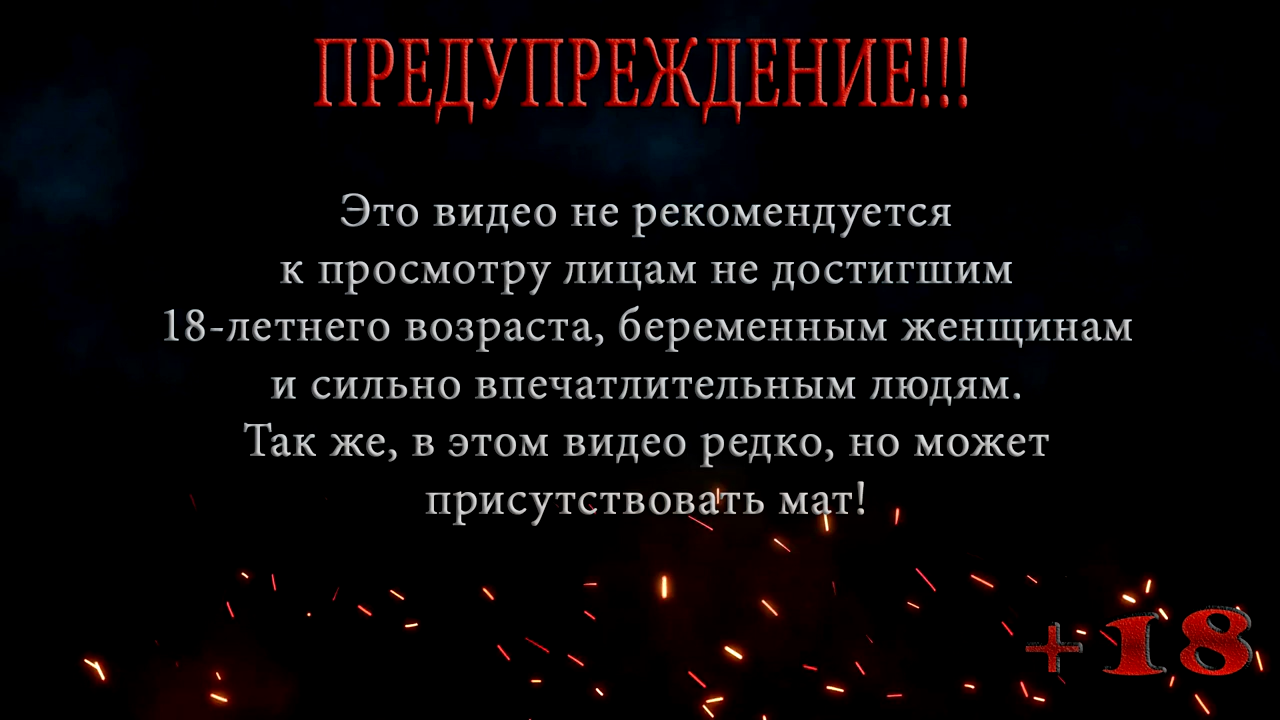 ПРЕДУПРЕЖДЕНИЕ!!!
Это видео не рекомендуется
к просмотру лицам не достигшим
18-летнего возраста, беременным женщинам
и сильно впечатлительным людям.
Так же, в этом видео редко, но может
присутствовать мат!
+18